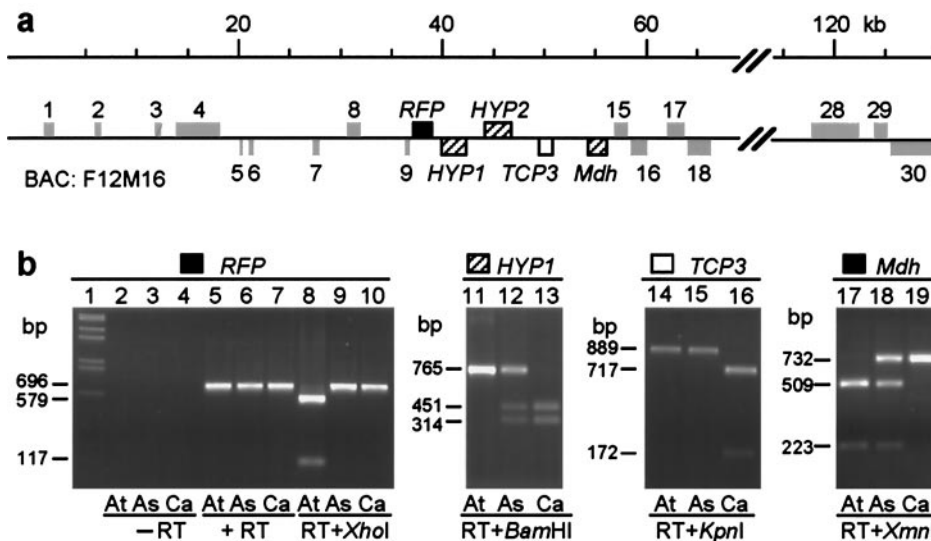 a
20 40 60 120 kb
1 2 3 4 8 RFP HYP2 15 17 28 29
BAC: F12M16 5 6 7 9 HYP1 TCP3 Mdh 16 18 30
b
RFP HYP1 TCP3 Mdh
1 2 3 4 5 6 7 8 9 10 11 12 13 14 15 16 17 18 19
bp bp bp bp
696
579
117
765
451
314
889
717
172
732
509
223
At As Ca At As Ca At As Ca At As Ca At As Ca At As Ca
– RT + RT RT+XhoI RT+BamHI RT+KpnI RT+Xmn